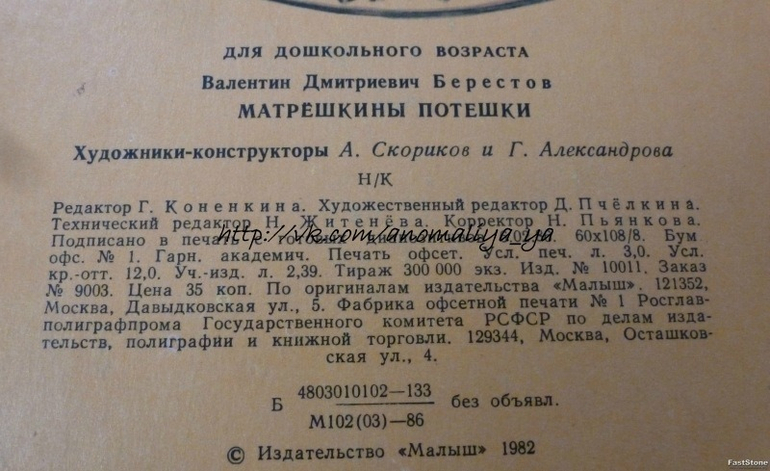 ДЛЯ ДОШКОЛЬНОГО ВОЗРАСТА
Валентин Дмитриевич Берестов
МАТРЁШКИНЫ ПОТЕШКИ
Художники-конструкторы А. Скориков и Г. Александрова
Н/К
Редактор Г. Коненкина. Художественный редактор Д. Пчёлкина.
Технический редактор Н. Житенёва. Корректор Н. Пьянкова.
http://vk.com/anomaliya_ya
Подписано в печать с готовых диапозитивов 60x108/8. Бум.
офс. № 1. Гарн. академич. Печать офсет. Усл. печ. л. 3,0. Усл.
кр.-отт. 12,0. Уч.-изд. л. 2,39. Тираж 300 000 экз. Изд. № 10011. Заказ
№ 9003. Цена 35 коп. По оригиналам издательства «Малыш». 121352,
Москва, Давыдковская ул., 5. Фабрика офсетной печати № 1 Росглав-
полиграфпрома Государственного комитета РСФСР по делам изда-
тельств, полиграфии и книжной торговли. 129344, Москва, Осташков-
ская ул., 4.
Б 4803010102—133 без объявл.
М102(03)—86
© Издательство «Малыш» 1982
FastStone